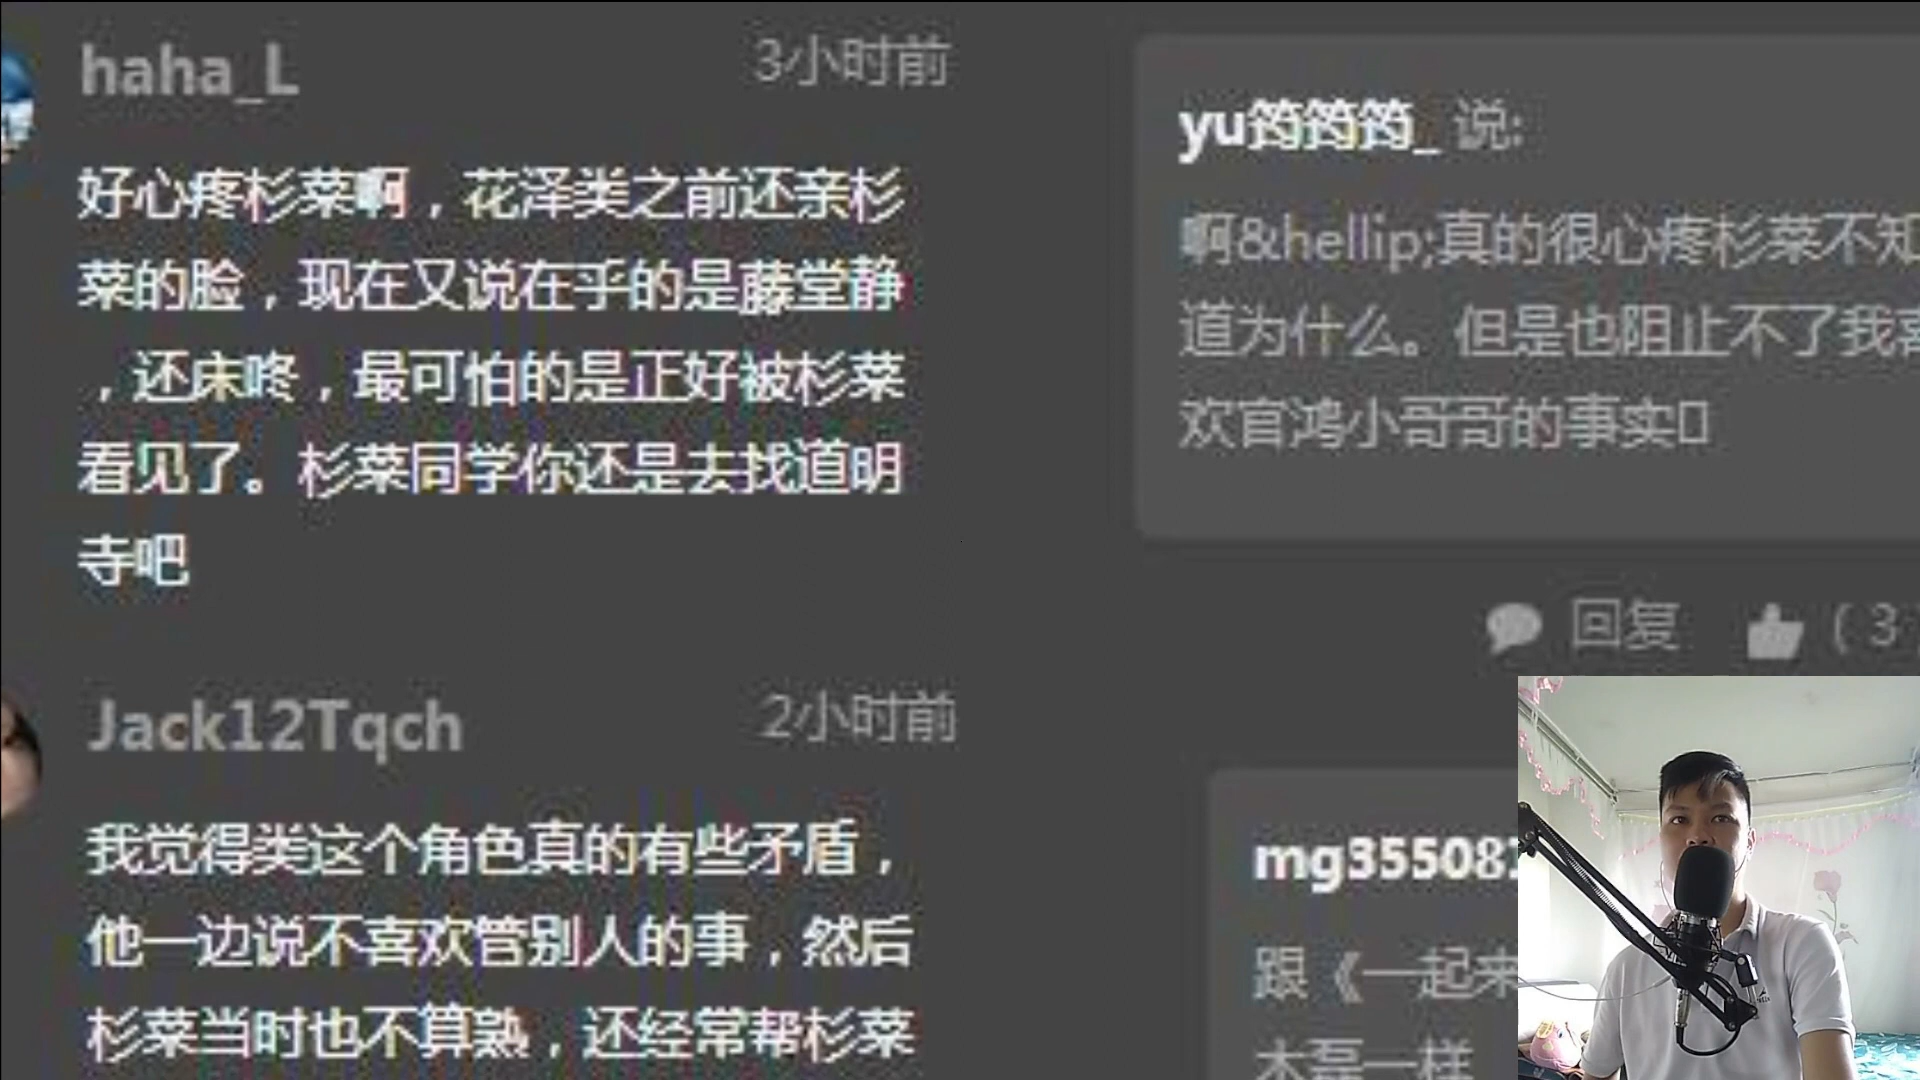 haha_L
3小时前
好心疼杉菜啊，花泽类之前还亲杉
菜的脸，现在又说在乎的是藤堂静
，还床咚，最可怕的是正好被杉菜
看见了。杉菜同学你还是去找道明
寺吧
yu筠筠筠_ 说:
啊&hellip;真的很心疼杉菜不知
道为什么。但是也阻止不了我喜
欢官鸿小哥哥的事实
回复
(3
Jack12Tqch
2小时前
我觉得类这个角色真的有些矛盾，
他一边说不喜欢管别人的事，然后
杉菜当时也不算熟，还经常帮杉菜
mg35508
跟《一起来
木磊一样